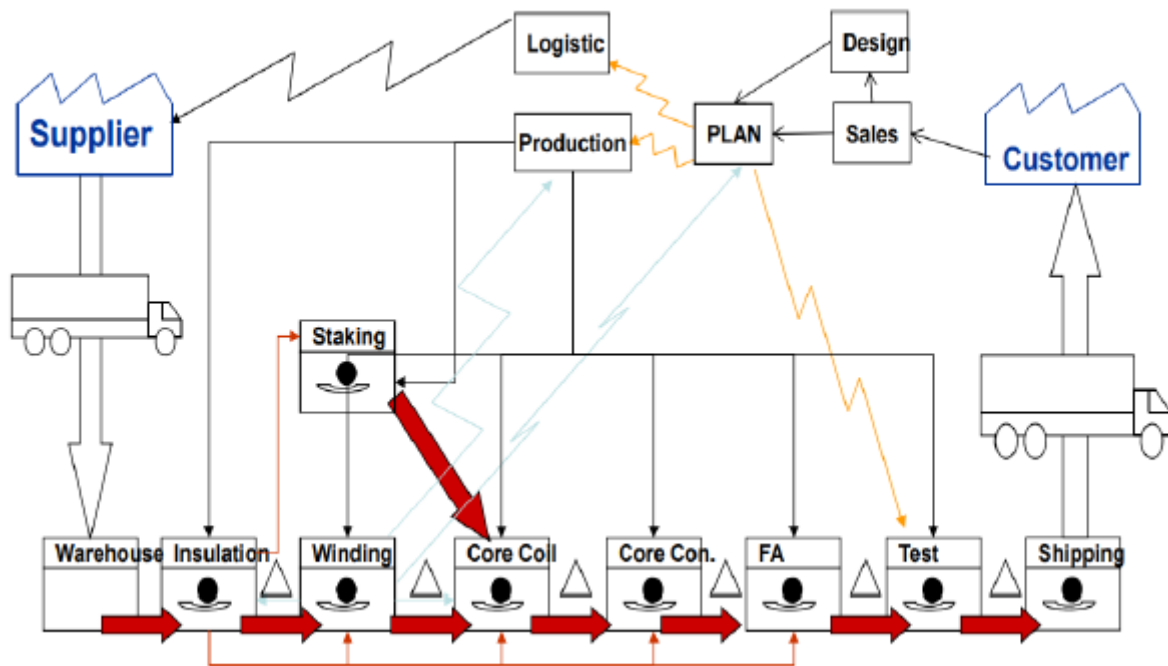 Logistic
Design
Supplier
Production
PLAN
Sales
Customer
Staking
Warehouse
Insulation
Winding
Core Coil
Core Con.
FA
Test
Shipping